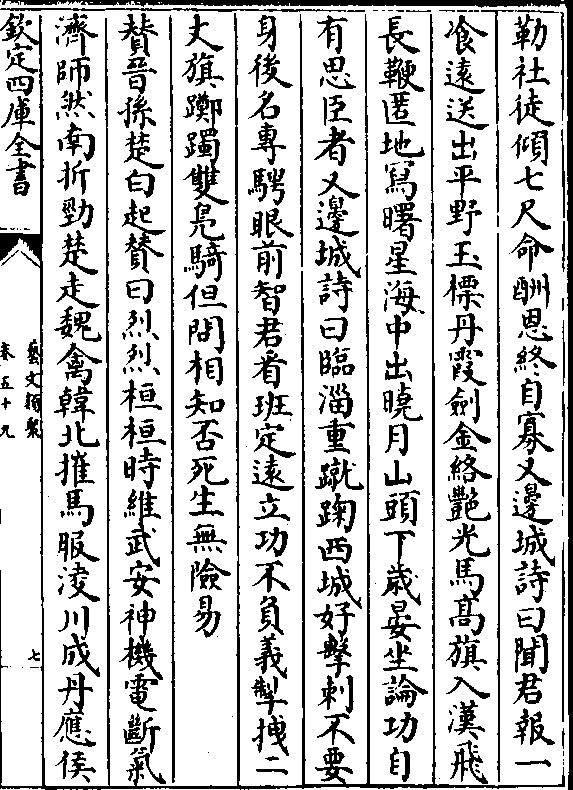 勒社徒傾七尺命酬恩終自寡又邊城詩曰聞君報一
飡遠送出平野玉標丹霞劍金絡艷光馬髙旗入漢飛
長鞭匿地寫曙星海中出曉月山頭下歳晏坐論功自
有思臣者又邊城詩曰臨淄重蹴踘西城好擊刺不要
身後名專騁眼前智君看班定遠立功不負義掣拽二
丈旗躑躅雙鳬騎但問相知否死生無險易
賛晉孫楚白起賛曰烈烈桓桓時維武安神機電斷氣
濟師然南折勁楚走魏禽韓北摧馬服淩川成丹應侯
欽定四庫全書
藝文類聚
卷五十九
七